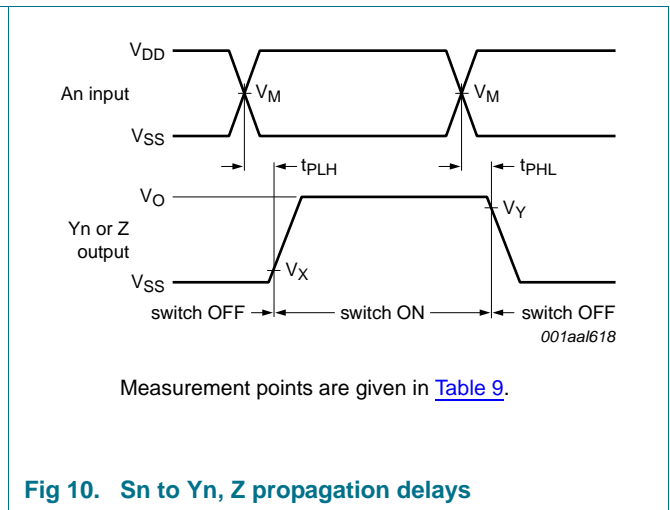 VDD
An input
VM
VM
VSS
tPLH
tPHL
VO
Yn or Z
output
VY
VX
VSS
switch OFF
switch ON
switch OFF
001aal618
Measurement points are given in Table 9.
Fig 10. Sn to Yn, Z propagation delays